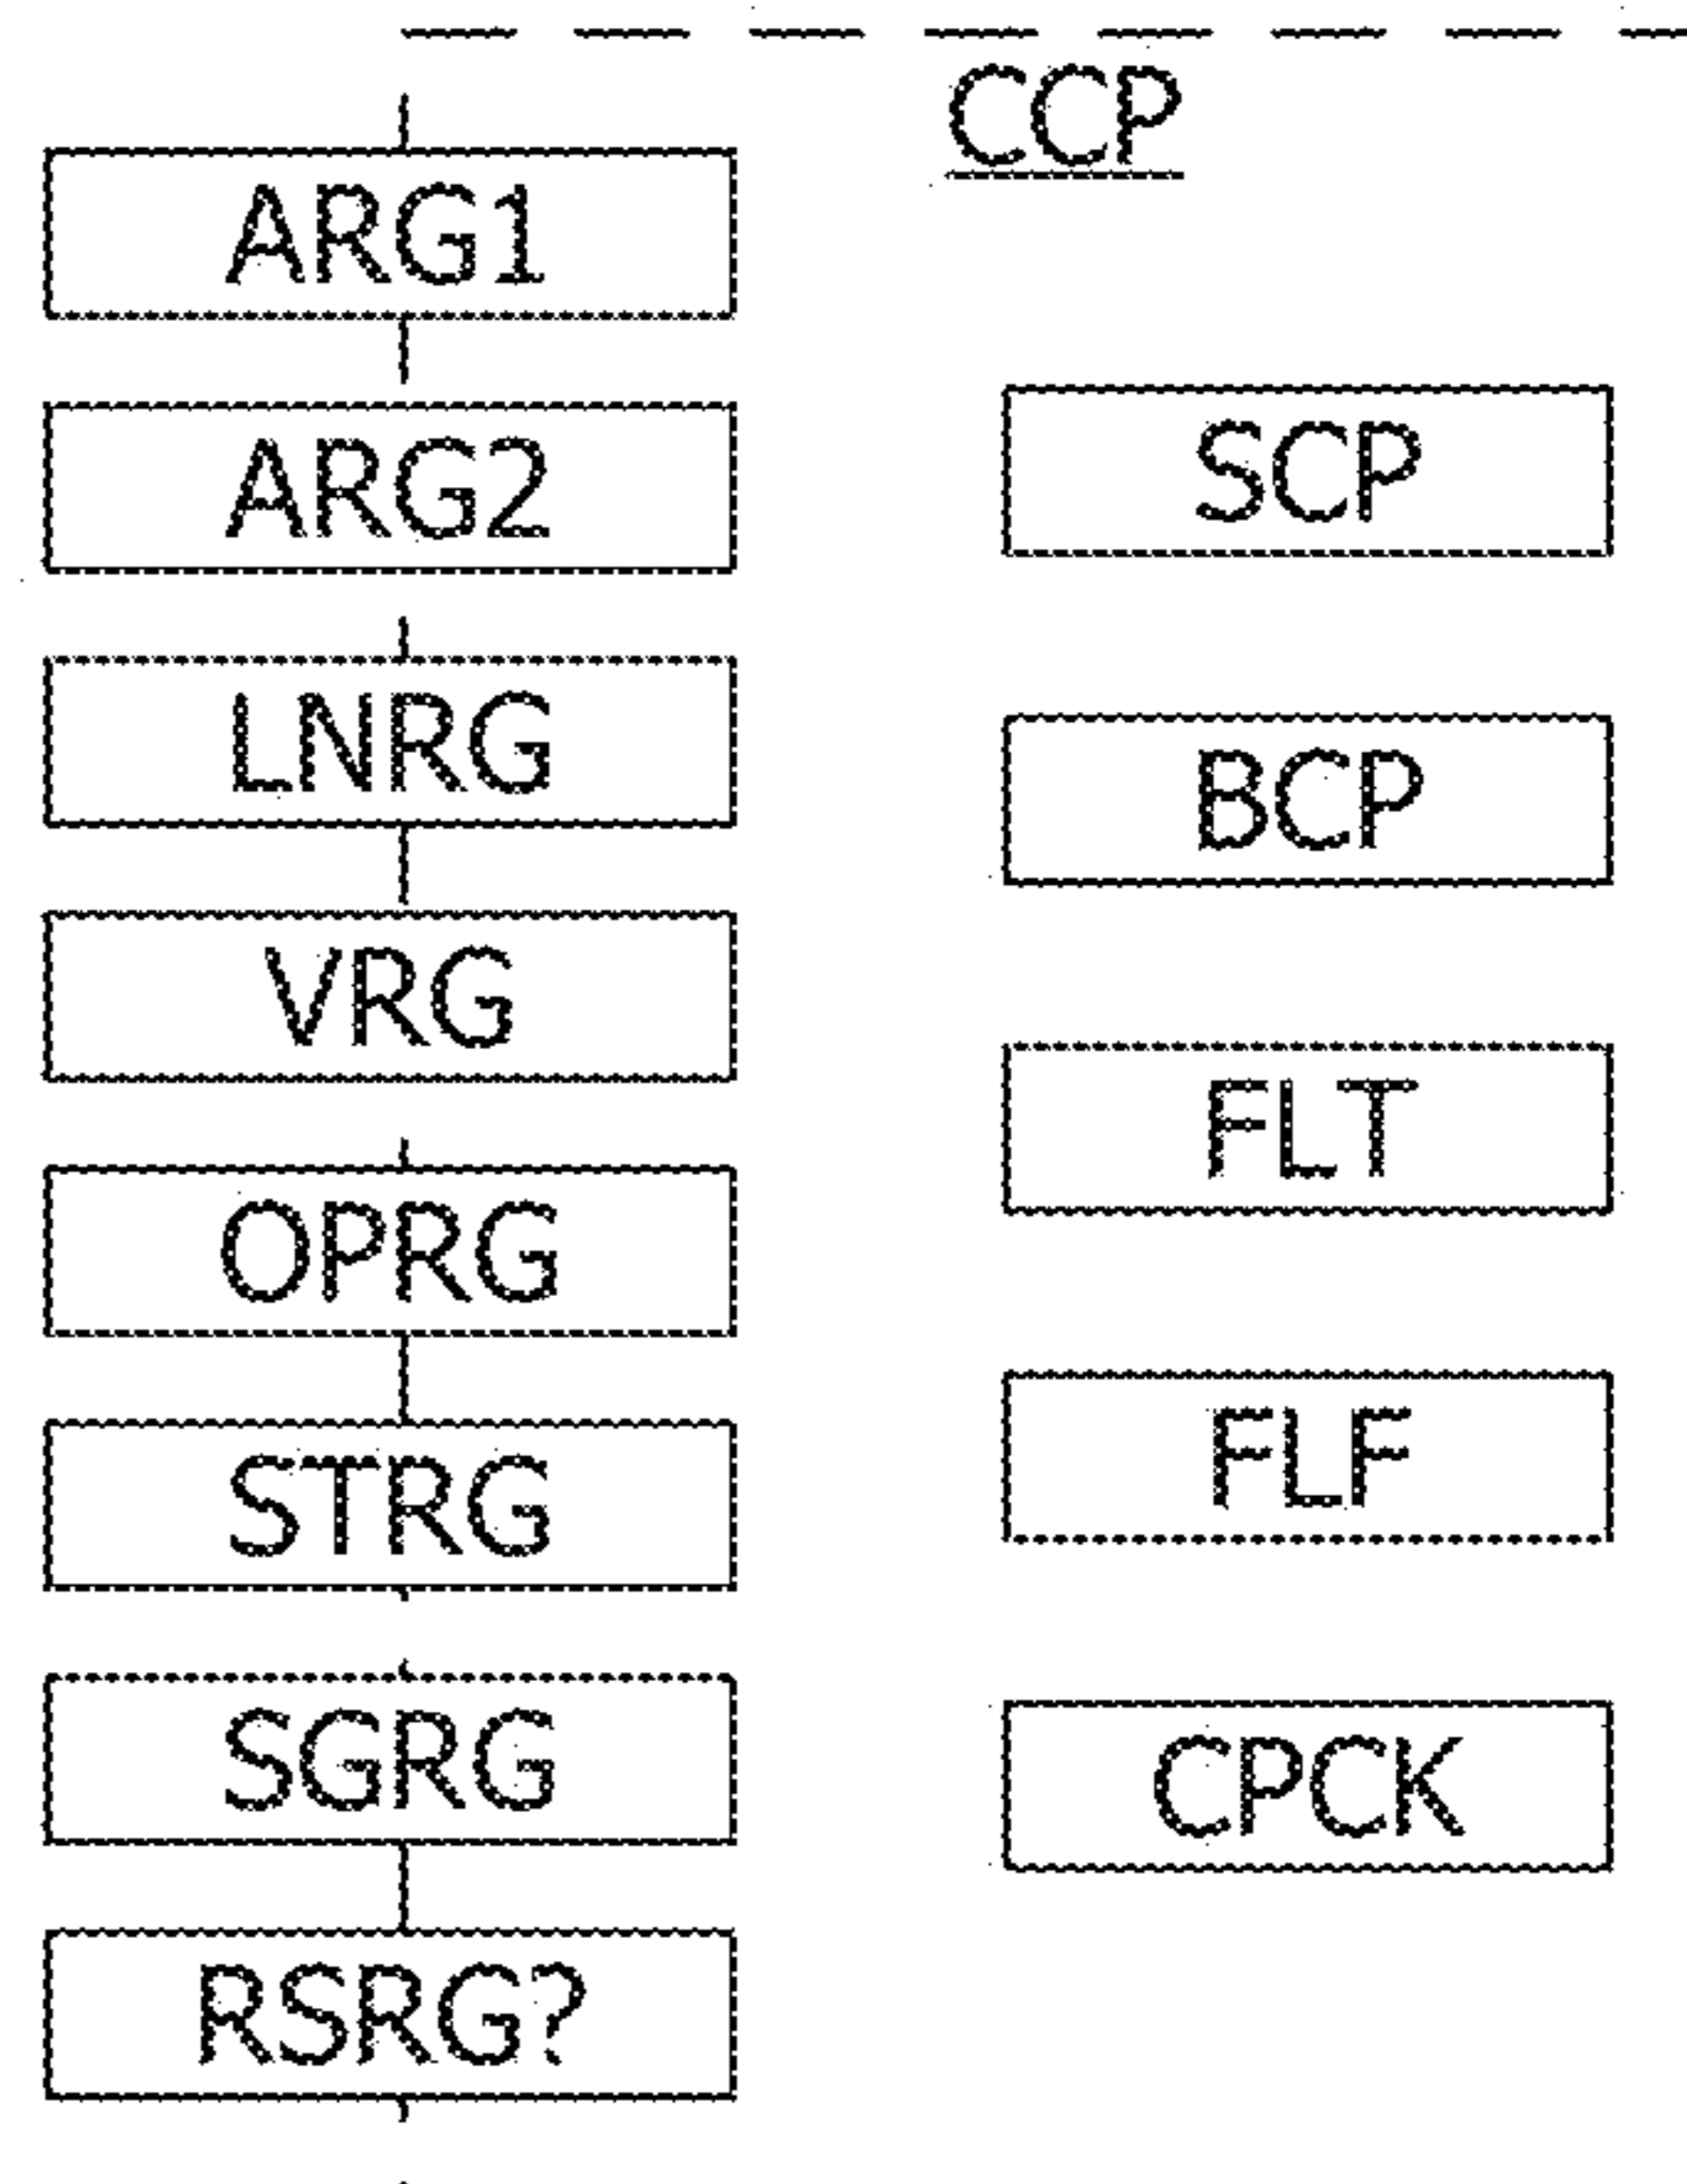 CCP
ARG1
ARG2
LNRG
VRG
OPRG
STRG
SGRG
RSRG?
SCP
BCP
FLT
FLF
CPCK